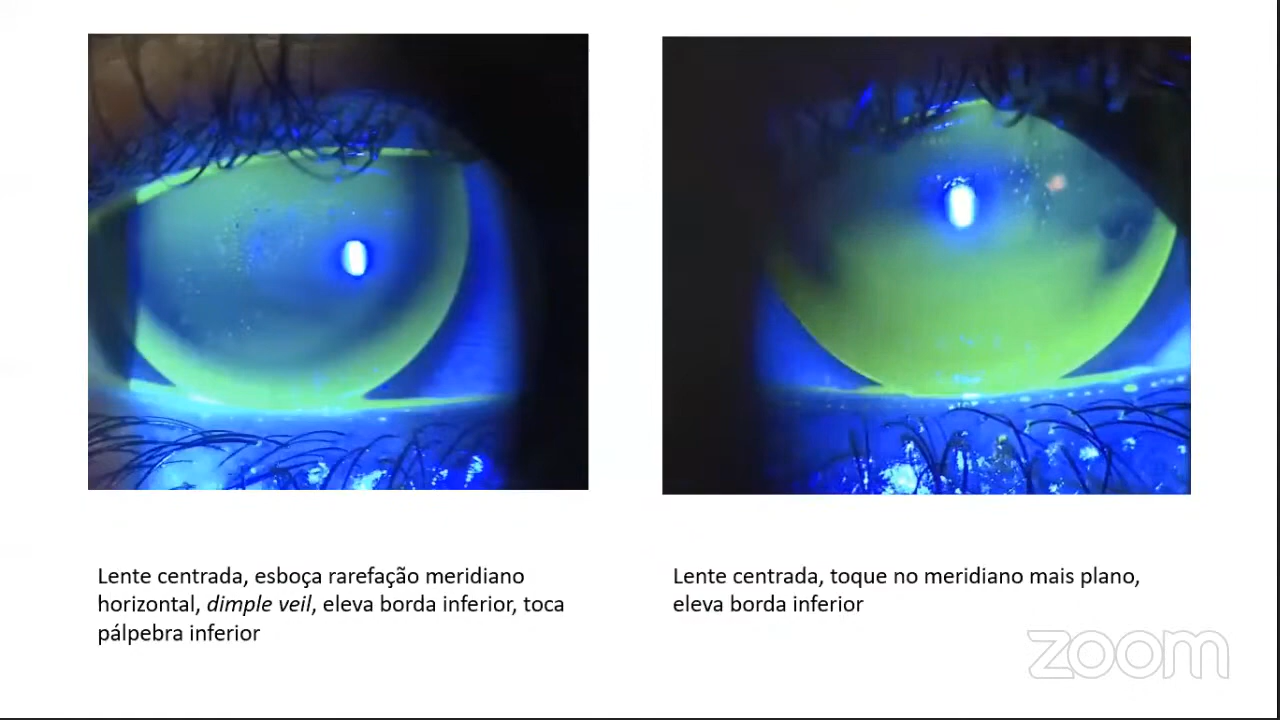 Lente centrada, esboça rarefação meridiano
horizontal, dimple veil, eleva borda inferior, toca
pálpebra inferior
Lente centrada, toque no meridiano mais plano,
eleva borda inferior
zoom